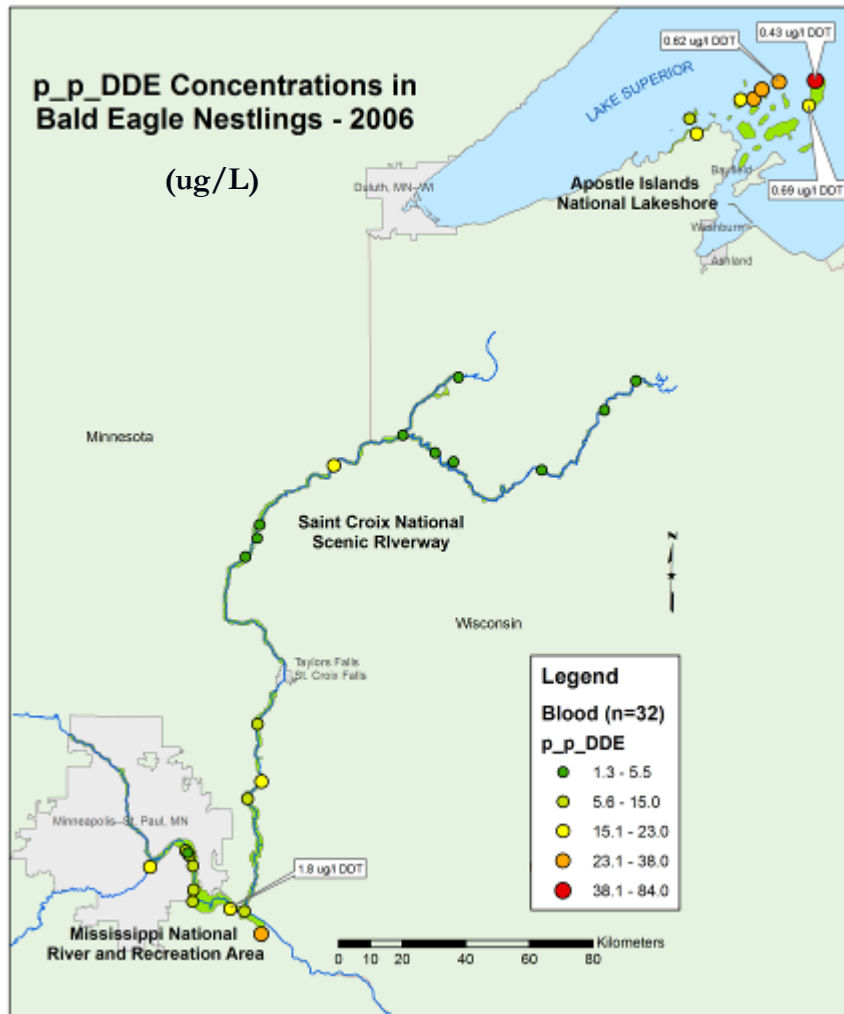 p_p_DDE Concentrations in
Bald Eagle Nestlings - 2006
(ug/L)
0.62 ug/l DDT
0.43 ug/l DDT
LAKE SUPERIOR
Duluth, MN--WI
Apostle Islands
National Lakeshore
Bayfield
0.69 ug/l DDT
Washburn
Ashland
Minnesota
Saint Croix National
Scenic RIverway
N
Wisconsin
Taylors Falls
St. Croix Falls
Legend
Blood (n=32)
p_p_DDE
1.3 - 5.5
5.6 - 15.0
15.1 - 23.0
23.1 - 38.0
38.1 - 84.0
Minneapolis--St. Paul, MN
1.8 ug/l DDT
Mississippi National
River and Recreation Area
Kilometers
0 10 20 40 60 80